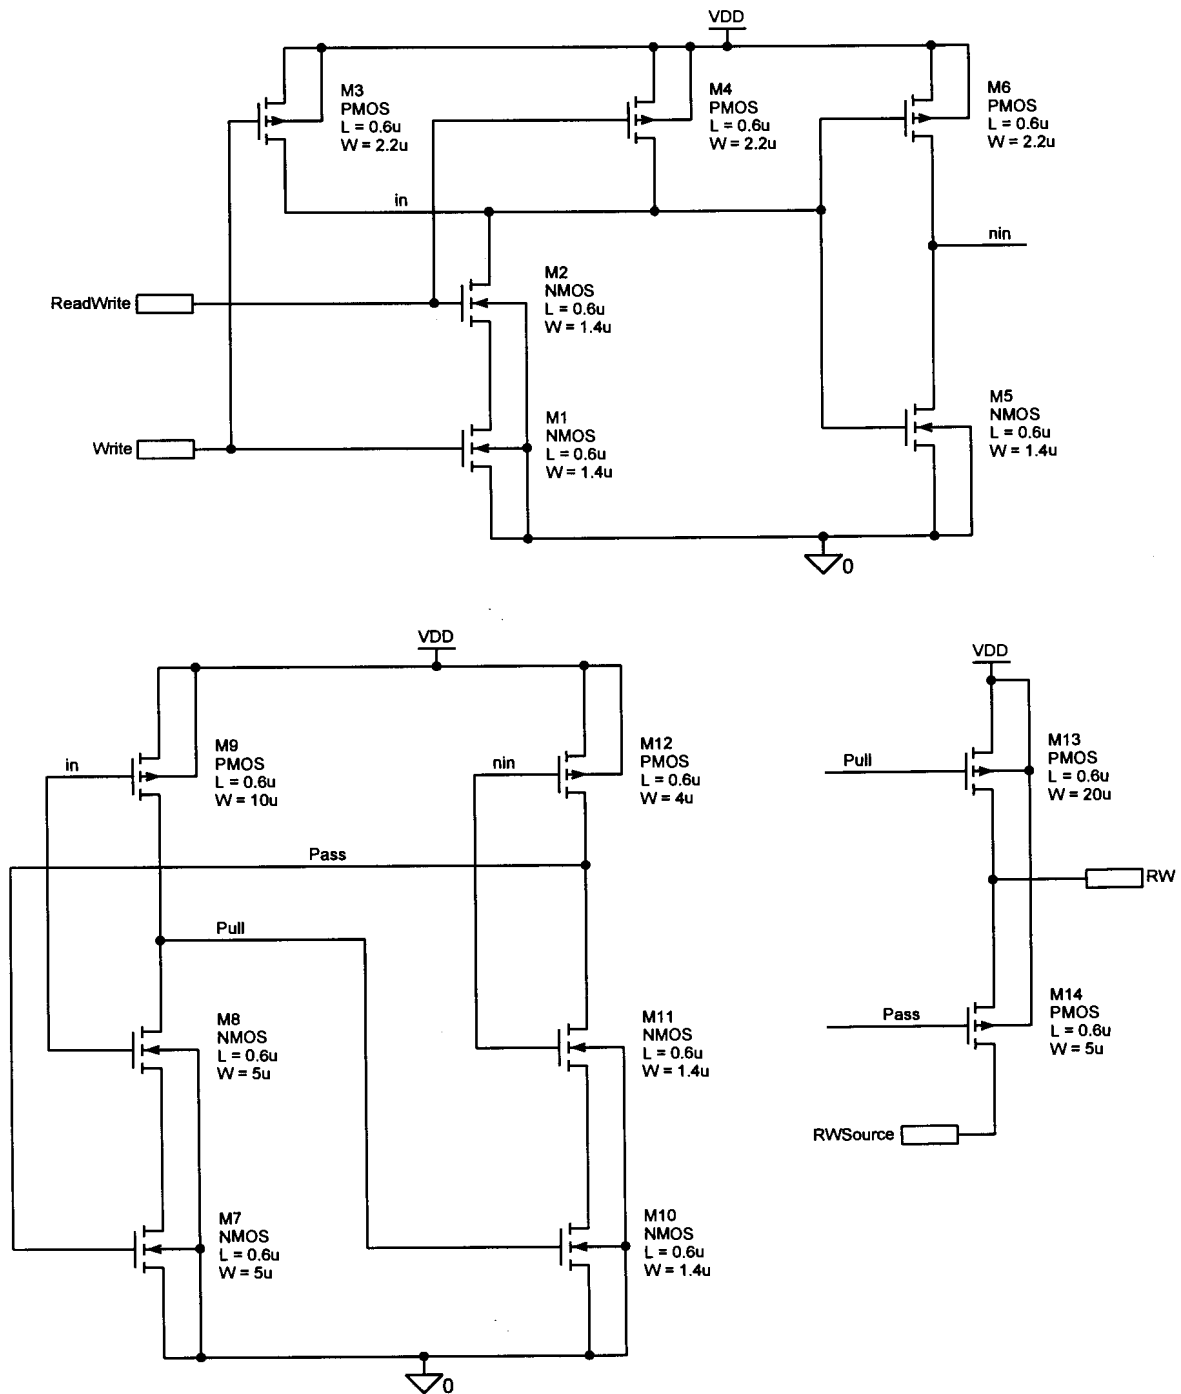 VDD
M3
PMOS
L = 0.6u
W = 2.2u
M4
PMOS
L = 0.6u
W = 2.2u
M6
PMOS
L = 0.6u
W = 2.2u
in
nin
ReadWrite
M2
NMOS
L = 0.6u
W = 1.4u
Write
M1
NMOS
L = 0.6u
W = 1.4u
M5
NMOS
L = 0.6u
W = 1.4u
0
VDD
in
M9
PMOS
L = 0.6u
W = 10u
nin
M12
PMOS
L = 0.6u
W = 4u
Pass
Pull
M8
NMOS
L = 0.6u
W = 5u
M11
NMOS
L = 0.6u
W = 1.4u
M7
NMOS
L = 0.6u
W = 5u
M10
NMOS
L = 0.6u
W = 1.4u
0
VDD
Pull
M13
PMOS
L = 0.6u
W = 20u
RW
Pass
M14
PMOS
L = 0.6u
W = 5u
RWSource